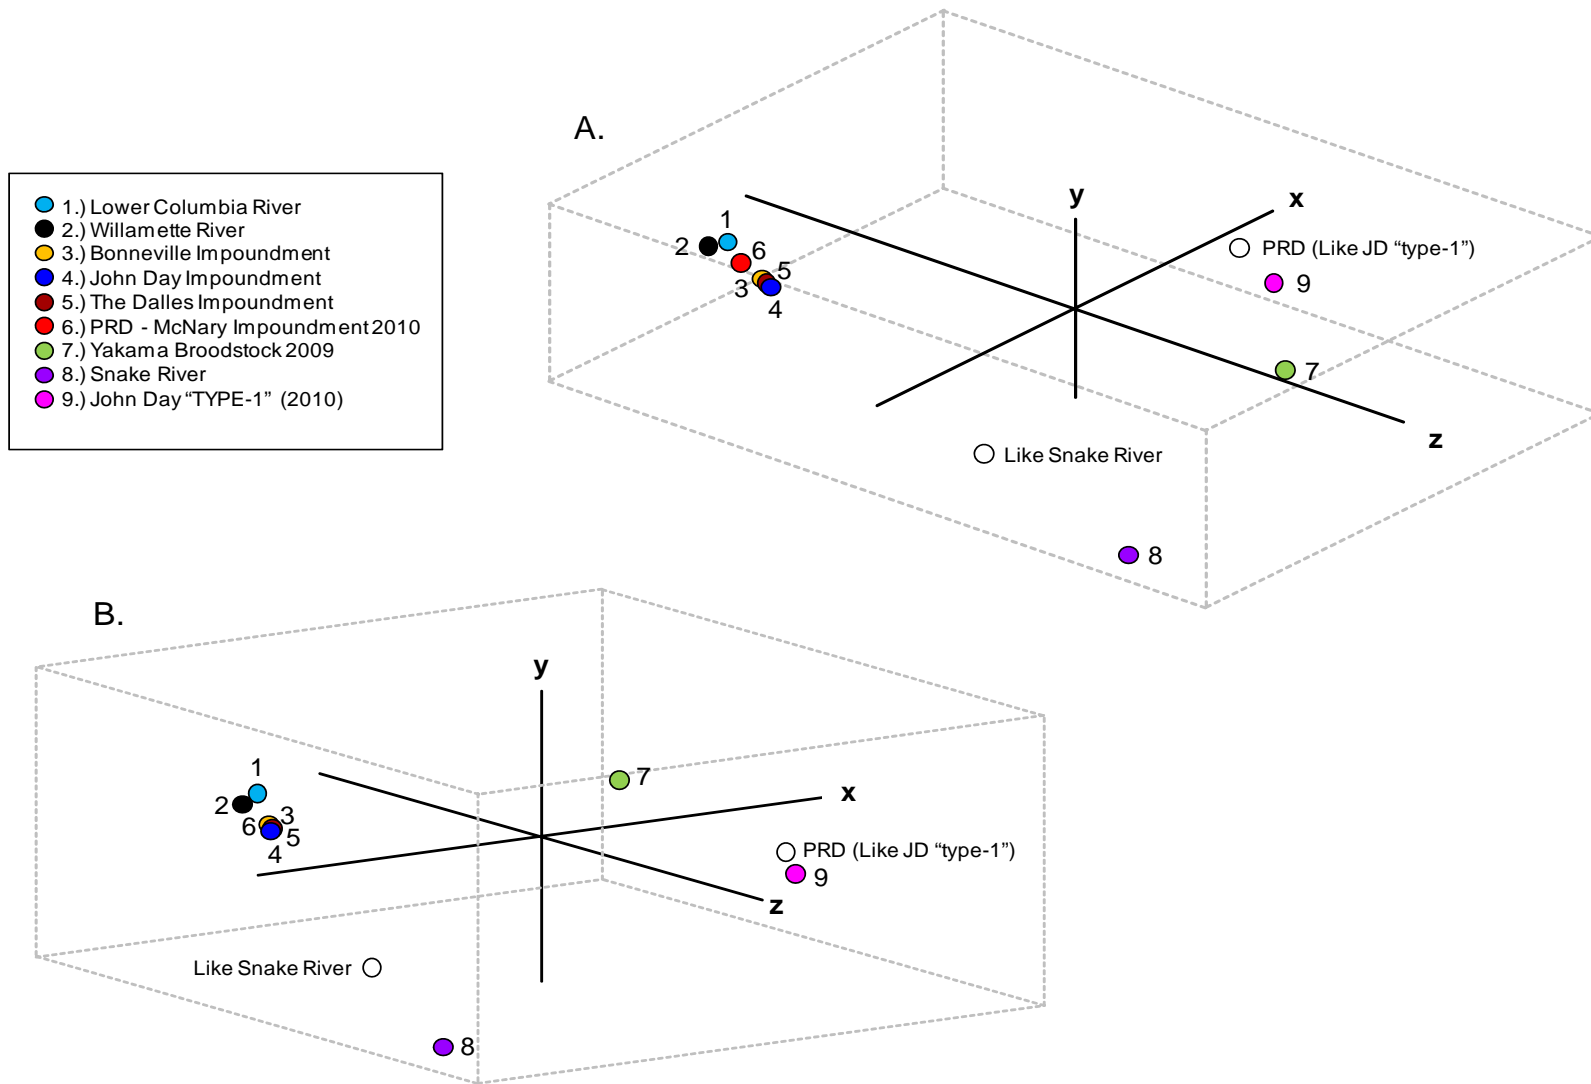 A.
1.) Lower Columbia River
2.) Willamette River
3.) Bonneville Impoundment
4.) John Day Impoundment
5.) The Dalles Impoundment
6.) PRD - McNary Impoundment 2010
7.) Yakama Broodstock 2009
8.) Snake River
9.) John Day “TYPE-1” (2010)
y
x
1
2
6
PRD (Like JD “type-1”)
5
3
9
4
7
z
Like Snake River
8
B.
y
1
7
x
2
3
6
5
4
PRD (Like JD “type-1”)
9
z
Like Snake River
8